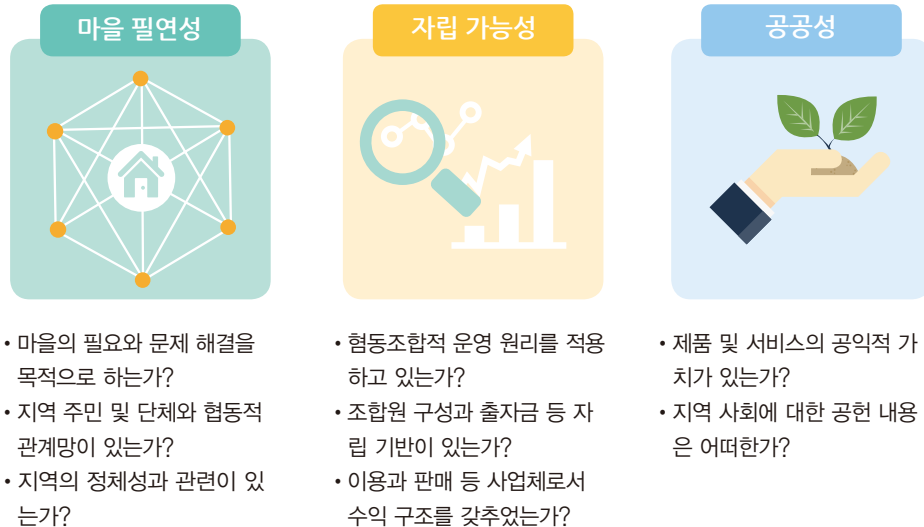 마을 필연성
• 마을의 필요와 문제 해결을
목적으로 하는가?
• 지역 주민 및 단체와 협동적
관계망이 있는가?
• 지역의 정체성과 관련이 있
는가?
자립 가능성
• 협동조합적 운영 원리를 적용
하고 있는가?
• 조합원 구성과 출자금 등 자
립 기반이 있는가?
• 이용과 판매 등 사업체로서
수익 구조를 갖추었는가?
공공성
• 제품 및 서비스의 공익적 가
치가 있는가?
• 지역 사회에 대한 공헌 내용
은 어떠한가?